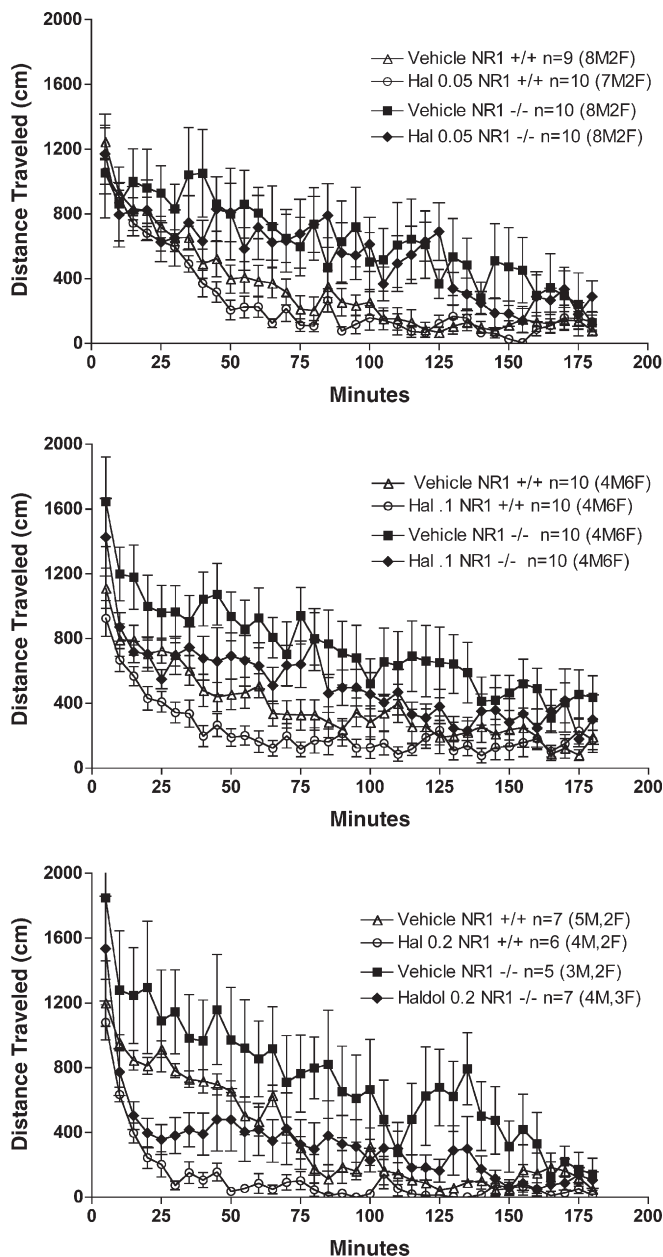 2000
1600
1200
800
400
0
Distance Traveled (cm)
Vehicle NR1 +/+ n=9 (8M2F)
Hal 0.05 NR1 +/+ n=10 (7M2F)
Vehicle NR1 -/- n=10 (8M2F)
Hal 0.05 NR1 -/- n=10 (8M2F)
0 25 50 75 100 125 150 175 200
Minutes
2000
1600
1200
800
400
0
Distance Traveled (cm)
Vehicle NR1 +/+ n=10 (4M6F)
Hal .1 NR1 +/+ n=10 (4M6F)
Vehicle NR1 -/- n=10 (4M6F)
Hal .1 NR1 -/- n=10 (4M6F)
0 25 50 75 100 125 150 175 200
Minutes
2000
1600
1200
800
400
0
Distance Traveled (cm)
Vehicle NR1 +/+ n=7 (5M,2F)
Hal 0.2 NR1 +/+ n=6 (4M,2F)
Vehicle NR1 -/- n=5 (3M,2F)
Haldol 0.2 NR1 -/- n=7 (4M,3F)
0 25 50 75 100 125 150 175 200
Minutes